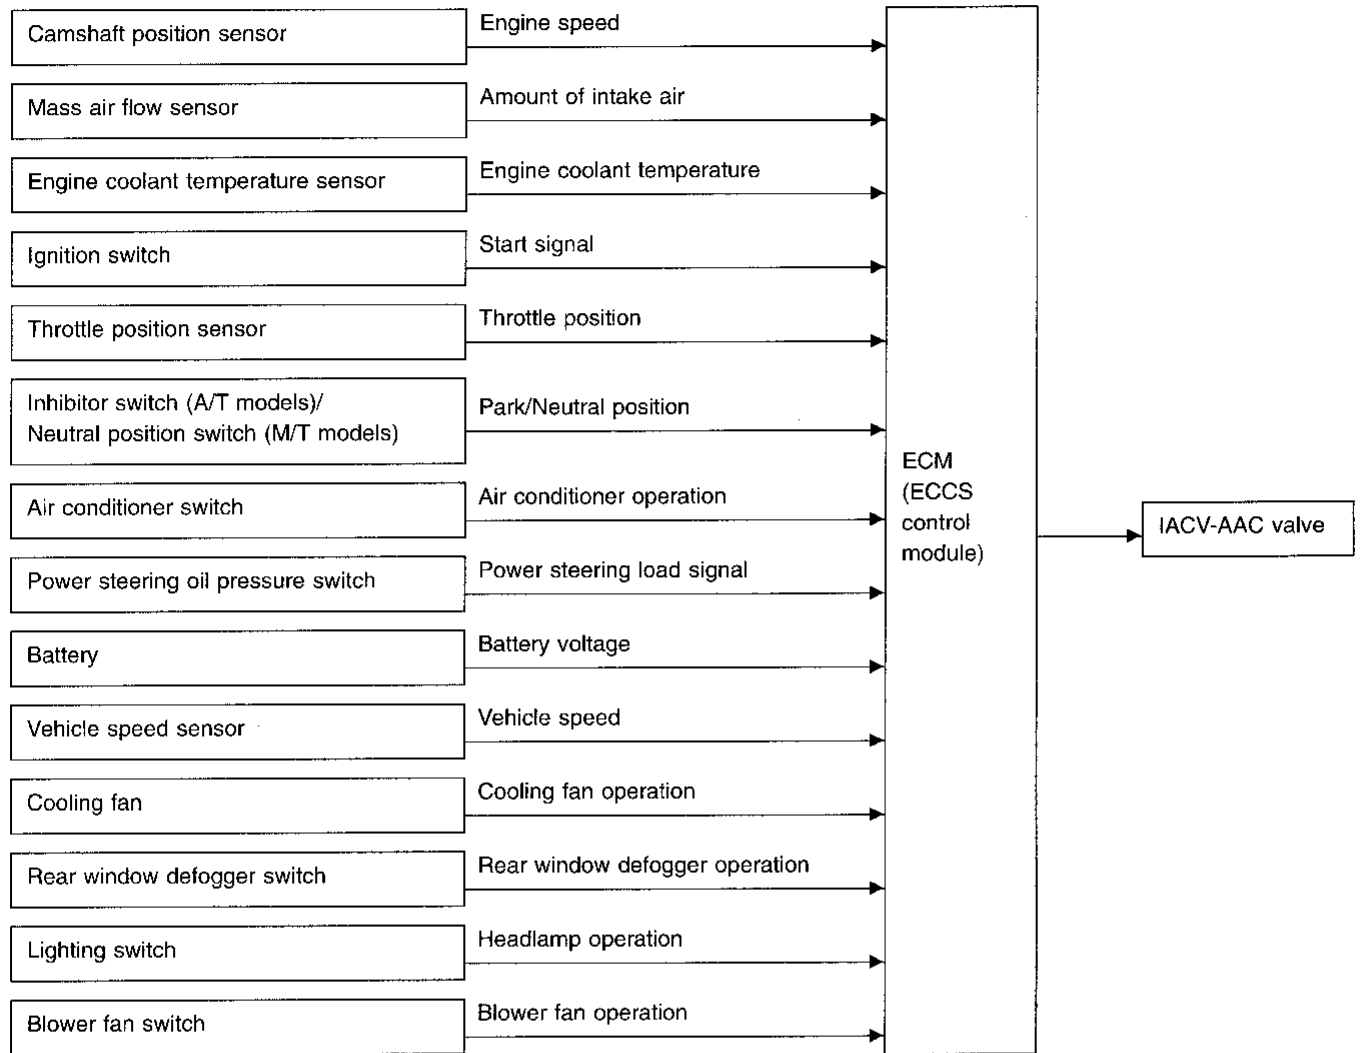 Camshaft position sensor
Engine speed
Mass air flow sensor
Amount of intake air
Engine coolant temperature sensor
Engine coolant temperature
Ignition switch
Start signal
Throttle position sensor
Throttle position
Inhibitor switch (A/T models)/
Neutral position switch (M/T models)
Park/Neutral position
Air conditioner switch
Air conditioner operation
Power steering oil pressure switch
Power steering load signal
Battery
Battery voltage
Vehicle speed sensor
Vehicle speed
Cooling fan
Cooling fan operation
Rear window defogger switch
Rear window defogger operation
Lighting switch
Headlamp operation
Blower fan switch
Blower fan operation
ECM
(ECCS
control
module)
IACV-AAC valve